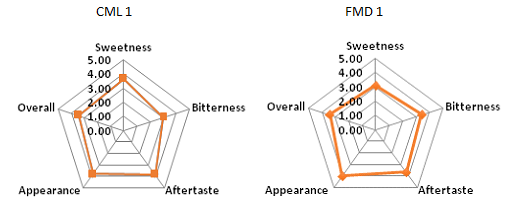 CML 1
Sweetness
5.00
4.00
3.00
2.00
1.00
0.00
Overall
Bitterness
Appearance
Aftertaste
FMD 1
Sweetness
5.00
4.00
3.00
2.00
1.00
0.00
Overall
Bitterness
Appearance
Aftertaste